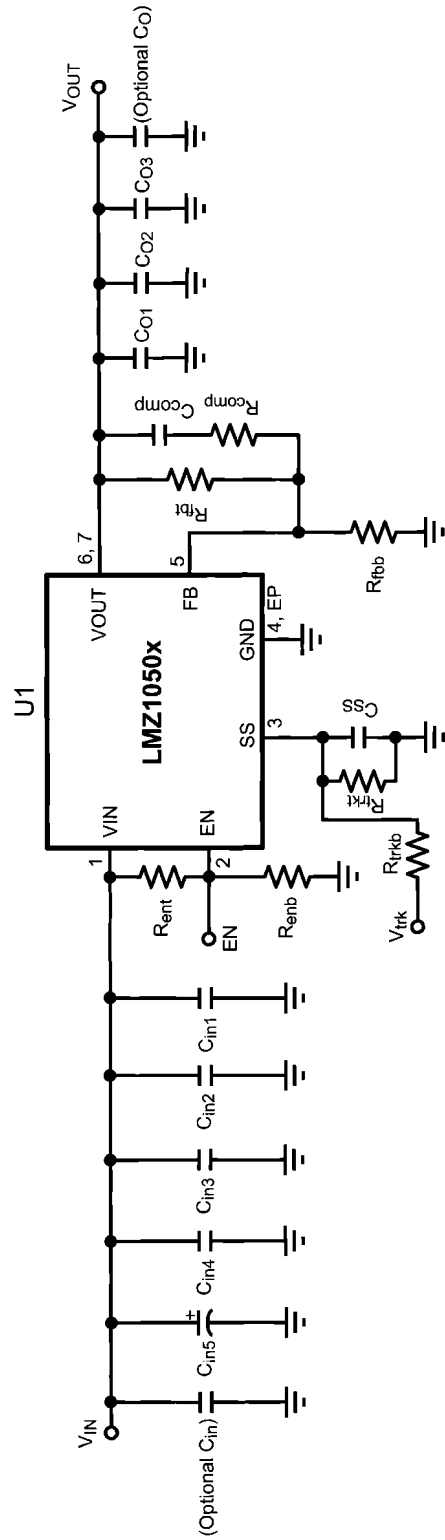 U1
LMZ1050x
VIN
EN
SS
GND
FB
VOUT
1
2
3
4, EP
5
6, 7
VIN
(Optional Cin)
Cin5
+
Cin4
Cin3
Cin2
Cin1
Rent
EN
Renb
Vtrk
Rtrkb
Rtrkt
CSS
Rfbb
Rfbt
Ccomp
Rcomp
CO1
CO2
CO3
(Optional CO)
VOUT